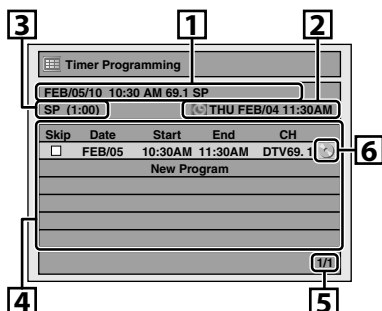 3 1 2
Timer Programming
FEB/05/10 10:30 AM 69.1 SP
SP (1:00) THU FEB/04 11:30AM
Skip Date Start End CH
FEB/05 10:30AM 11:30AM DTV69. 1
6
New Program
1/1
4 5